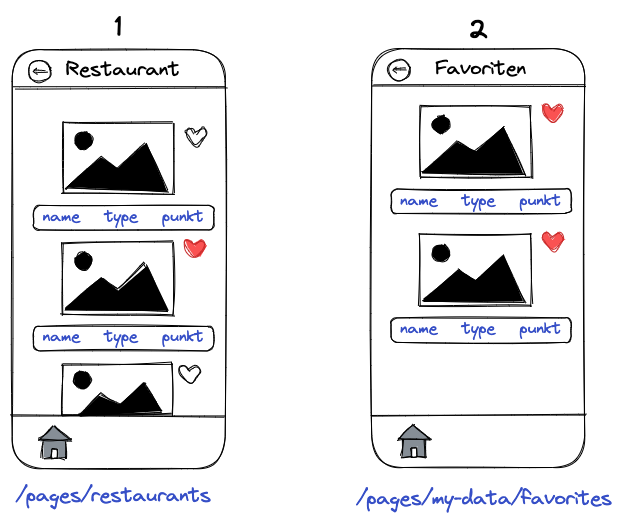 1
Restaurant
name type punkt
name type punkt
/pages/restaurants
2
Favoriten
name type punkt
name type punkt
/pages/my-data/favorites